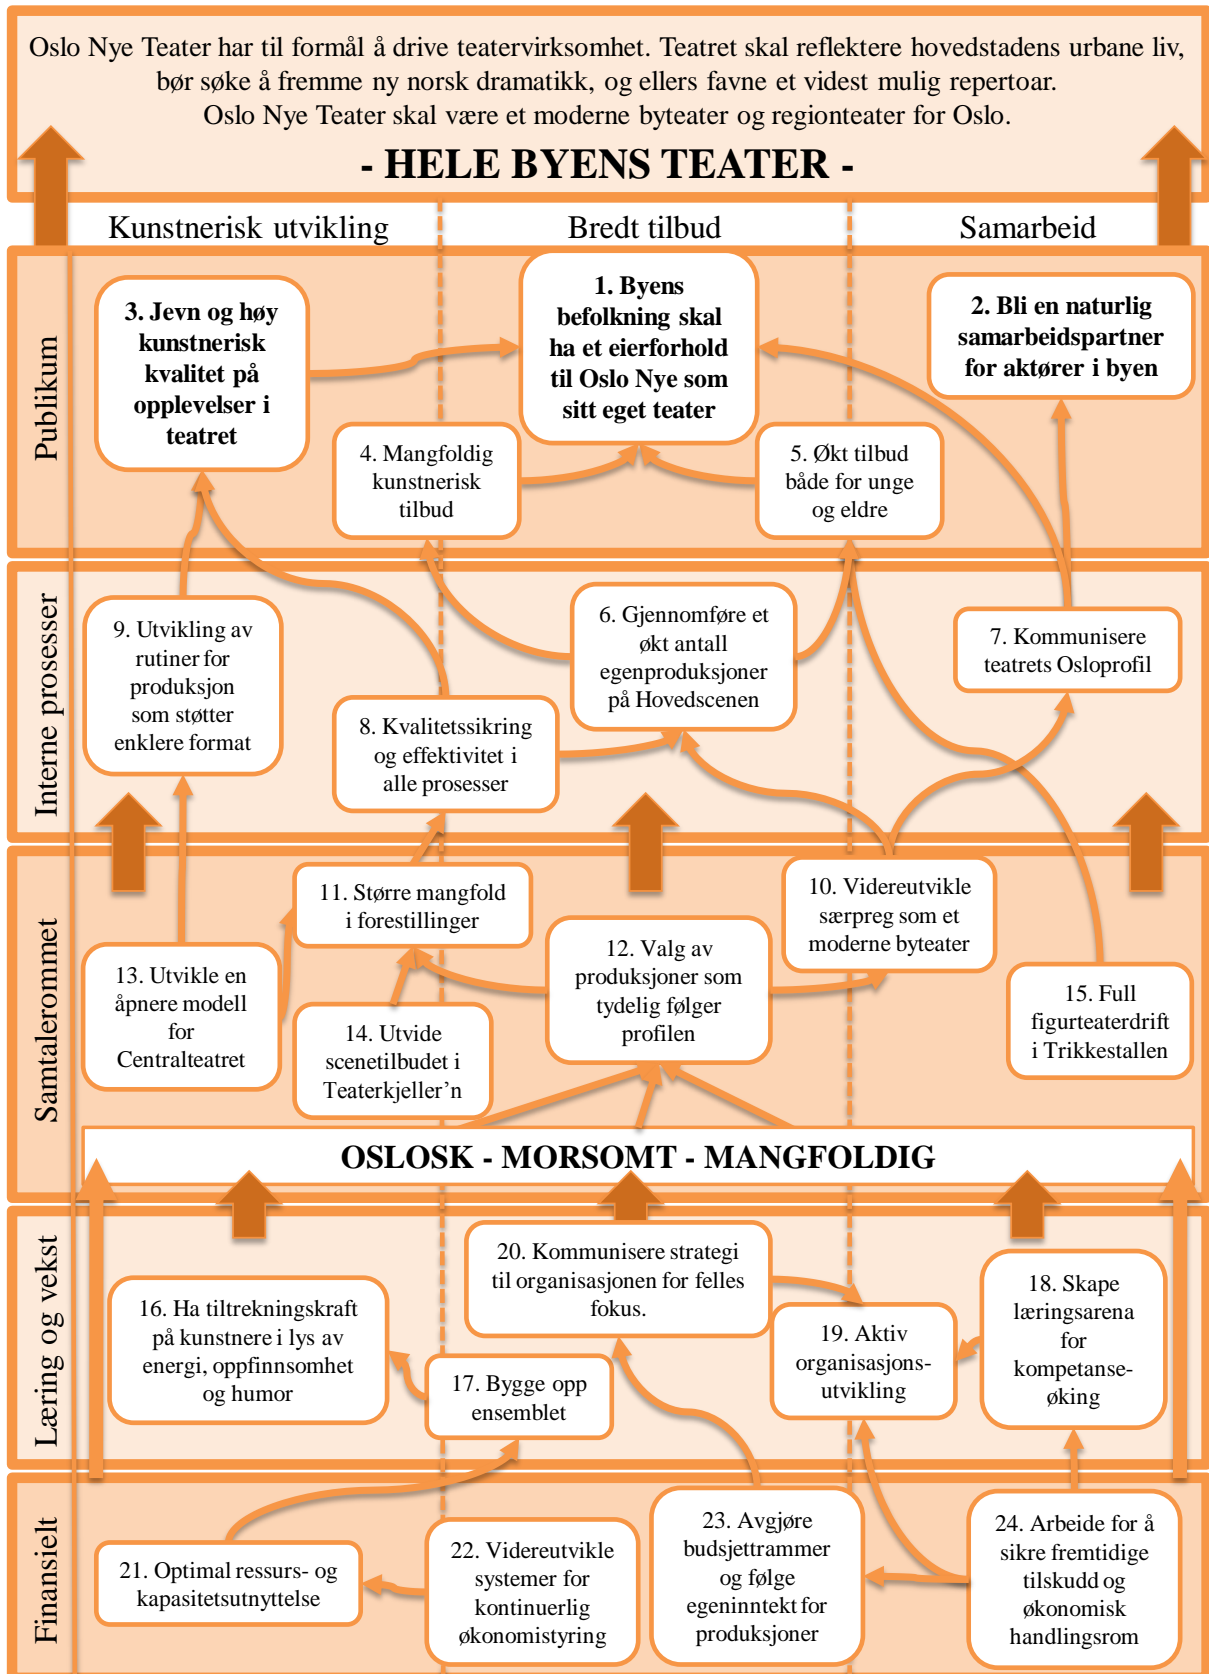 Oslo Nye Teater har til formål å drive teatervirksomhet. Teatret skal reflektere hovedstadens urbane liv,
bør søke å fremme ny norsk dramatikk, og ellers favne et videst mulig repertoar.
Oslo Nye Teater skal være et moderne byteater og regionteater for Oslo.
- HELE BYENS TEATER -
Kunstnerisk utvikling
Bredt tilbud
Samarbeid
Publikum
3. Jevn og høy
kunstnerisk
kvalitet på
opplevelser i
teatret
1. Byens
befolkning skal
ha et eierforhold
til Oslo Nye som
sitt eget teater
2. Bli en naturlig
samarbeidspartner
for aktører i byen
4. Mangfoldig
kunstnerisk
tilbud
5. Økt tilbud
både for unge
og eldre
Interne prosesser
9. Utvikling av
rutiner for
produksjon
som støtter
enklere format
6. Gjennomføre et
økt antall
egenproduksjoner
på Hovedscenen
7. Kommunisere
teatrets Osloprofil
8. Kvalitetssikring
og effektivitet i
alle prosesser
Samtalerommet
11. Større mangfold
i forestillinger
10. Videreutvikle
særpreg som et
moderne byteater
13. Utvikle en
åpnere modell
for
Centralteatret
12. Valg av
produksjoner som
tydelig følger
profilen
14. Utvide
scenetilbudet i
Teaterkjeller’n
15. Full
figurteaterdrift
i Trikkestallen
OSLOSK - MORSOMT - MANGFOLDIG
Læring og vekst
20. Kommunisere strategi
til organisasjonen for felles
fokus.
16. Ha tiltrekningskraft
på kunstnere i lys av
energi, oppfinnsomhet
og humor
18. Skape
læringsarena
for
kompetanse-
øking
19. Aktiv
organisasjons-
utvikling
17. Bygge opp
ensemblet
Finansielt
21. Optimal ressurs- og
kapasitetsutnyttelse
22. Videreutvikle
systemer for
kontinuerlig
økonomistyring
23. Avgjøre
budsjettrammer
og følge
egeninntekt for
produksjoner
24. Arbeide for å
sikre fremtidige
tilskudd og
økonomisk
handlingsrom